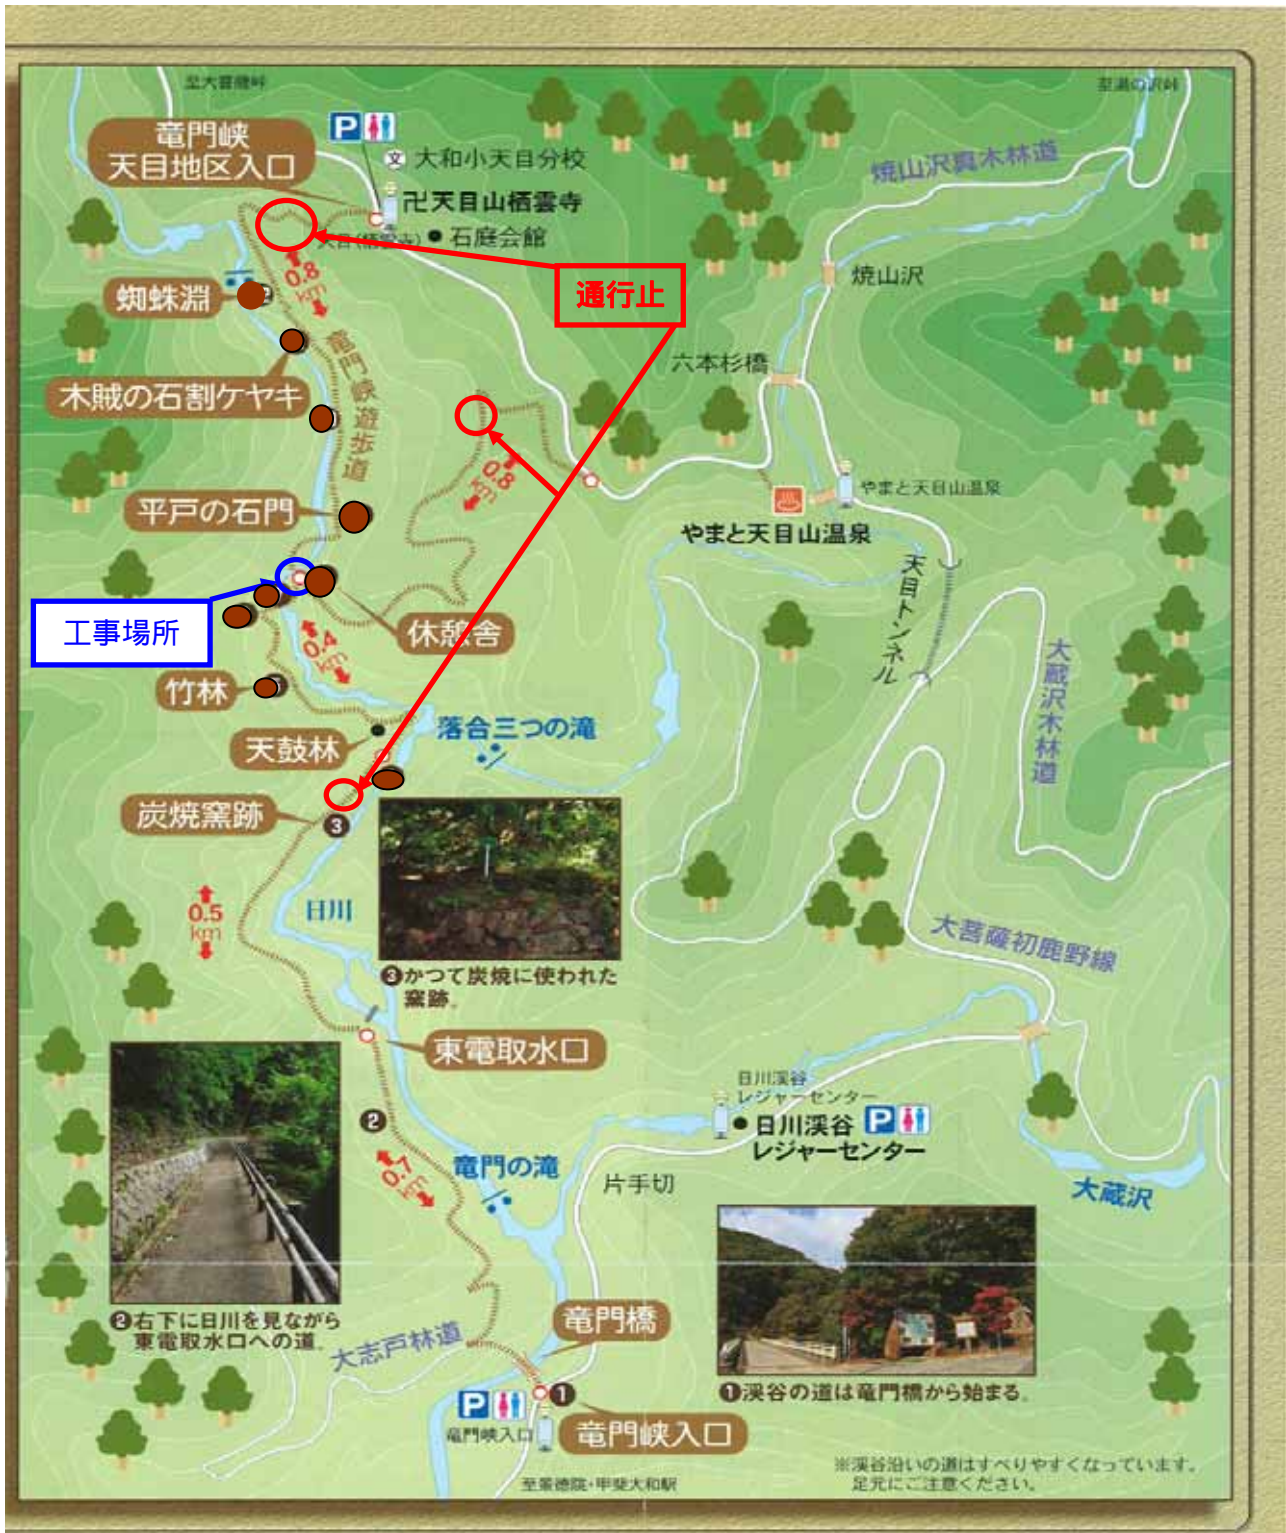 至大菩薩峠
至湯の沢峠
竜門峡
天目地区入口
P
文 大和小天目分校
卍天目山栖雲寺
天目(栖雲寺)
石庭会館
焼山沢真木林道
0.8
km
通行止
焼山沢
蜘蛛淵
木賊の石割ケヤキ
竜門峡遊歩道
六本杉橋
0.8
km
平戸の石門
やまと天目山温泉
やまと天目山温泉
天目トンネル
工事場所
休憩舎
0.4
km
大蔵沢木林道
竹林
天鼓林
落合三つの滝
炭焼窯跡
3
0.5
km
日川
❸かつて炭焼に使われた
窯跡。
大菩薩初鹿野線
東電取水口
日川渓谷
レジャーセンター
日川渓谷
レジャーセンター
P
2
0.7
km
竜門の滝
片手切
大蔵沢
❷右下に日川を見ながら
東電取水口への道。
大志戸林道
竜門橋
❶渓谷の道は竜門橋から始まる。
P
1
竜門峡入口
竜門峡入口
至景徳院・甲斐大和駅
※渓谷沿いの道はすべりやすくなっています。
足元にご注意ください。